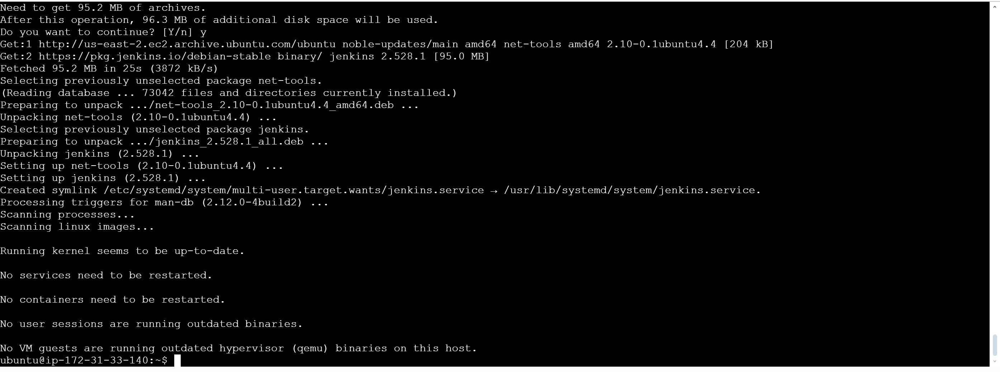 Need to get 95.2 MB of archives.
After this operation, 96.3 MB of additional disk space will be used.
Do you want to continue? [Y/n] y
Get:1 http://us-east-2.ec2.archive.ubuntu.com/ubuntu noble-updates/main amd64 net-tools amd64 2.10-0.1ubuntu4.4 [204 kB]
Get:2 https://pkg.jenkins.io/debian-stable binary/ jenkins 2.528.1 [95.0 MB]
Fetched 95.2 MB in 25s (3872 kB/s)
Selecting previously unselected package net-tools.
(Reading database ... 73042 files and directories currently installed.)
Preparing to unpack .../net-tools_2.10-0.1ubuntu4.4_amd64.deb ...
Unpacking net-tools (2.10-0.1ubuntu4.4) ...
Selecting previously unselected package jenkins.
Preparing to unpack .../jenkins_2.528.1_all.deb ...
Unpacking jenkins (2.528.1) ...
Setting up net-tools (2.10-0.1ubuntu4.4) ...
Setting up jenkins (2.528.1) ...
Created symlink /etc/systemd/system/multi-user.target.wants/jenkins.service → /usr/lib/systemd/system/jenkins.service.
Processing triggers for man-db (2.12.0-4build2) ...
Scanning processes...
Scanning linux images...
Running kernel seems to be up-to-date.
No services need to be restarted.
No containers need to be restarted.
No user sessions are running outdated binaries.
No VM guests are running outdated hypervisor (qemu) binaries on this host.
ubuntu@ip-172-31-33-140:~$